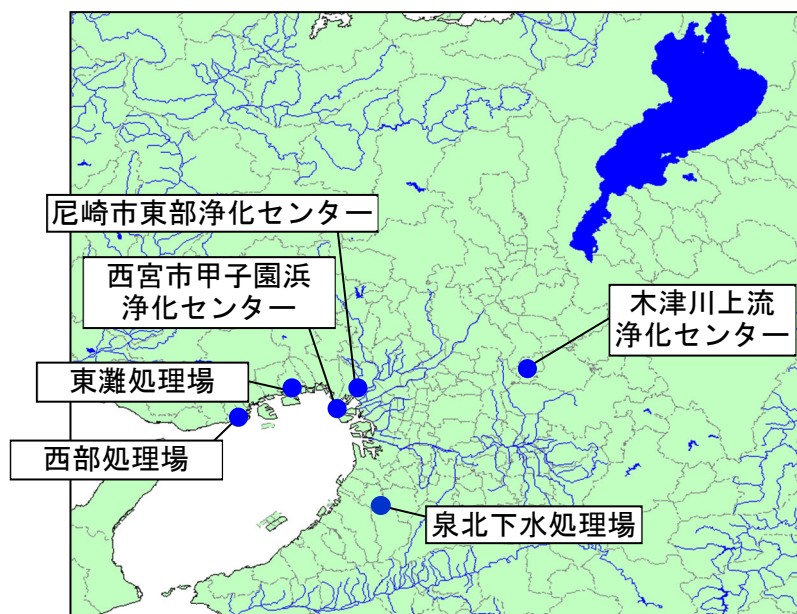 尼崎市東部浄化センター
西宮市甲子園浜
浄化センター
木津川上流
浄化センター
東灘処理場
西部処理場
泉北下水処理場